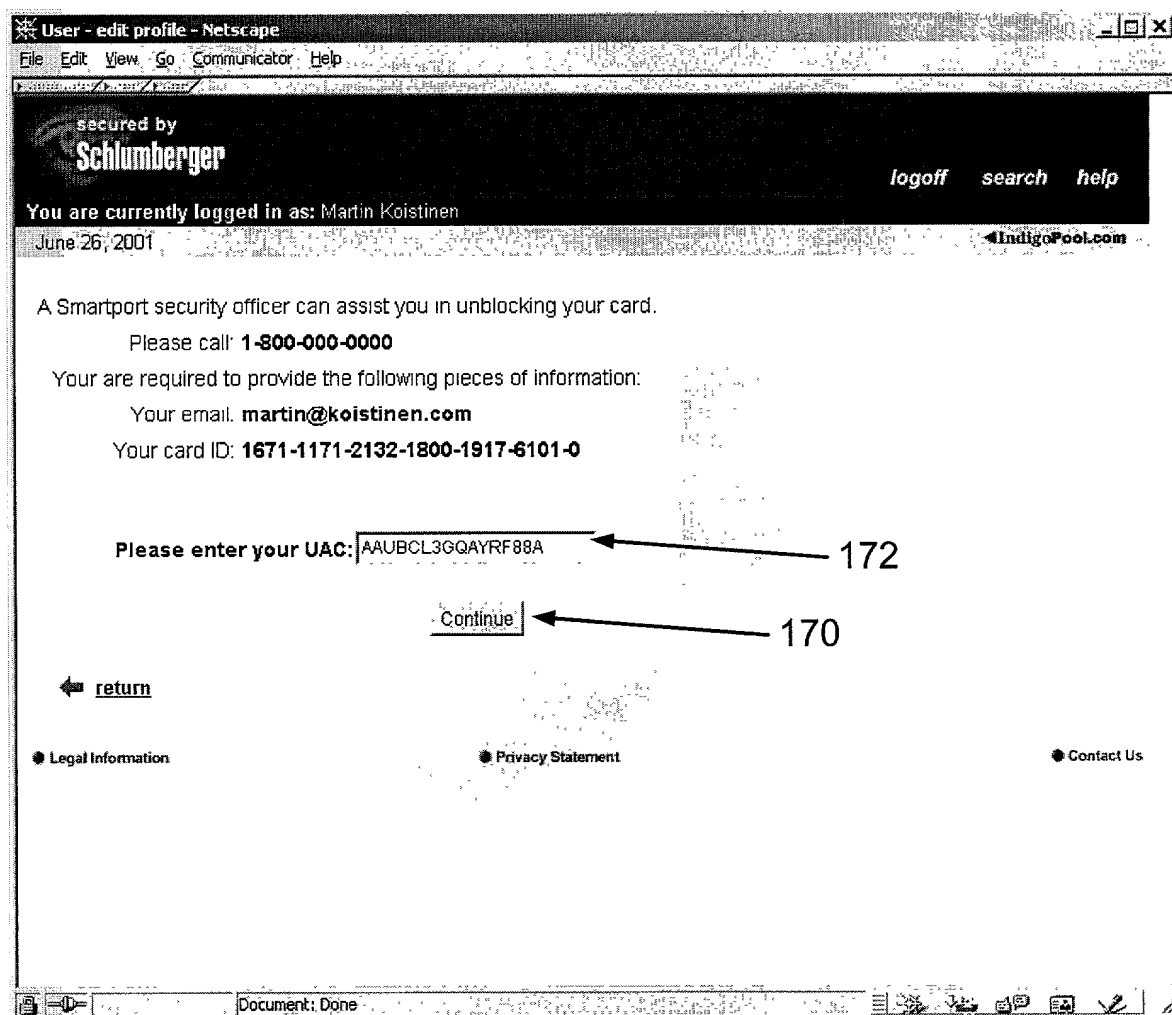 User - edit profile - Netscape
File Edit View Go Communicator Help
secured by
Schlumberger
logoff search help
You are currently logged in as: Martin Koistinen
June 26, 2001
IndigoPool.com
A Smartport security officer can assist you in unblocking your card.
Please call: 1-800-000-0000
Your are required to provide the following pieces of information:
Your email. martin@koistinen.com
Your card ID: 1671-1171-2132-1800-1917-6101-0
Please enter your UAC: AAUBCL3GQAYRF88A
172
Continue
170
return
Legal Information Privacy Statement Contact Us
Document: Done